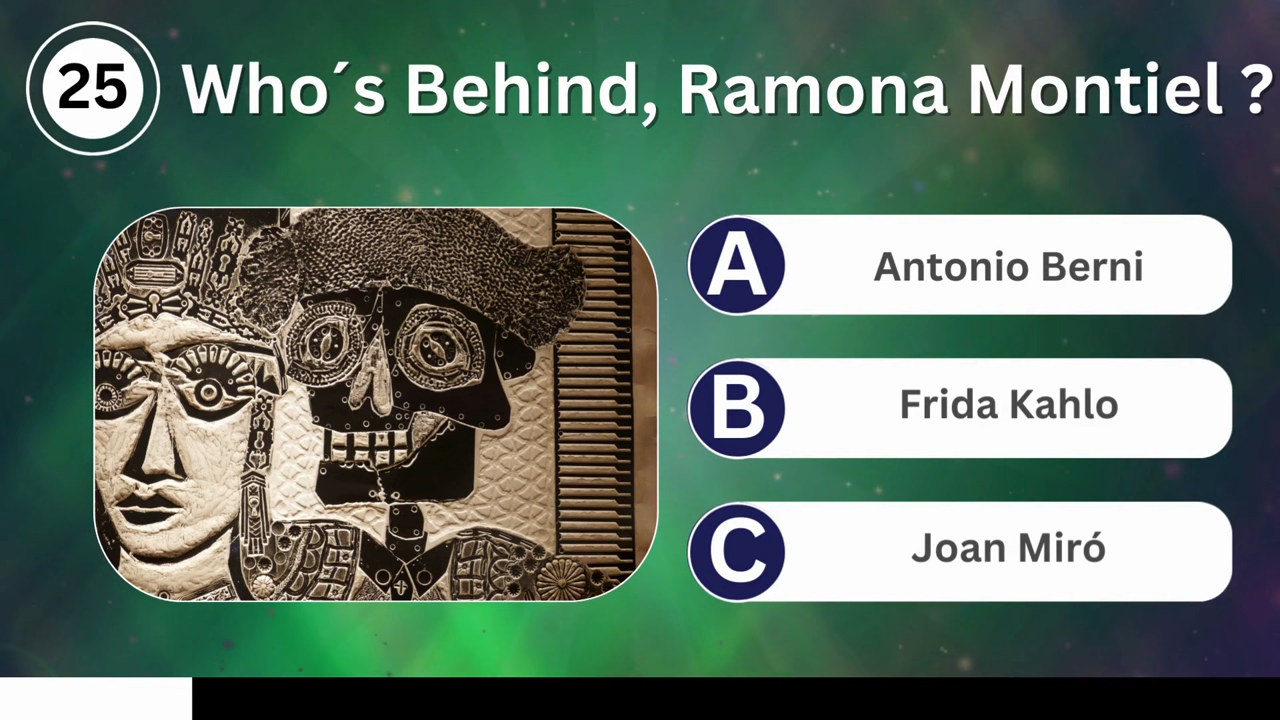 25 Who´s Behind, Ramona Montiel ?
A Antonio Berni
B Frida Kahlo
C Joan Miró